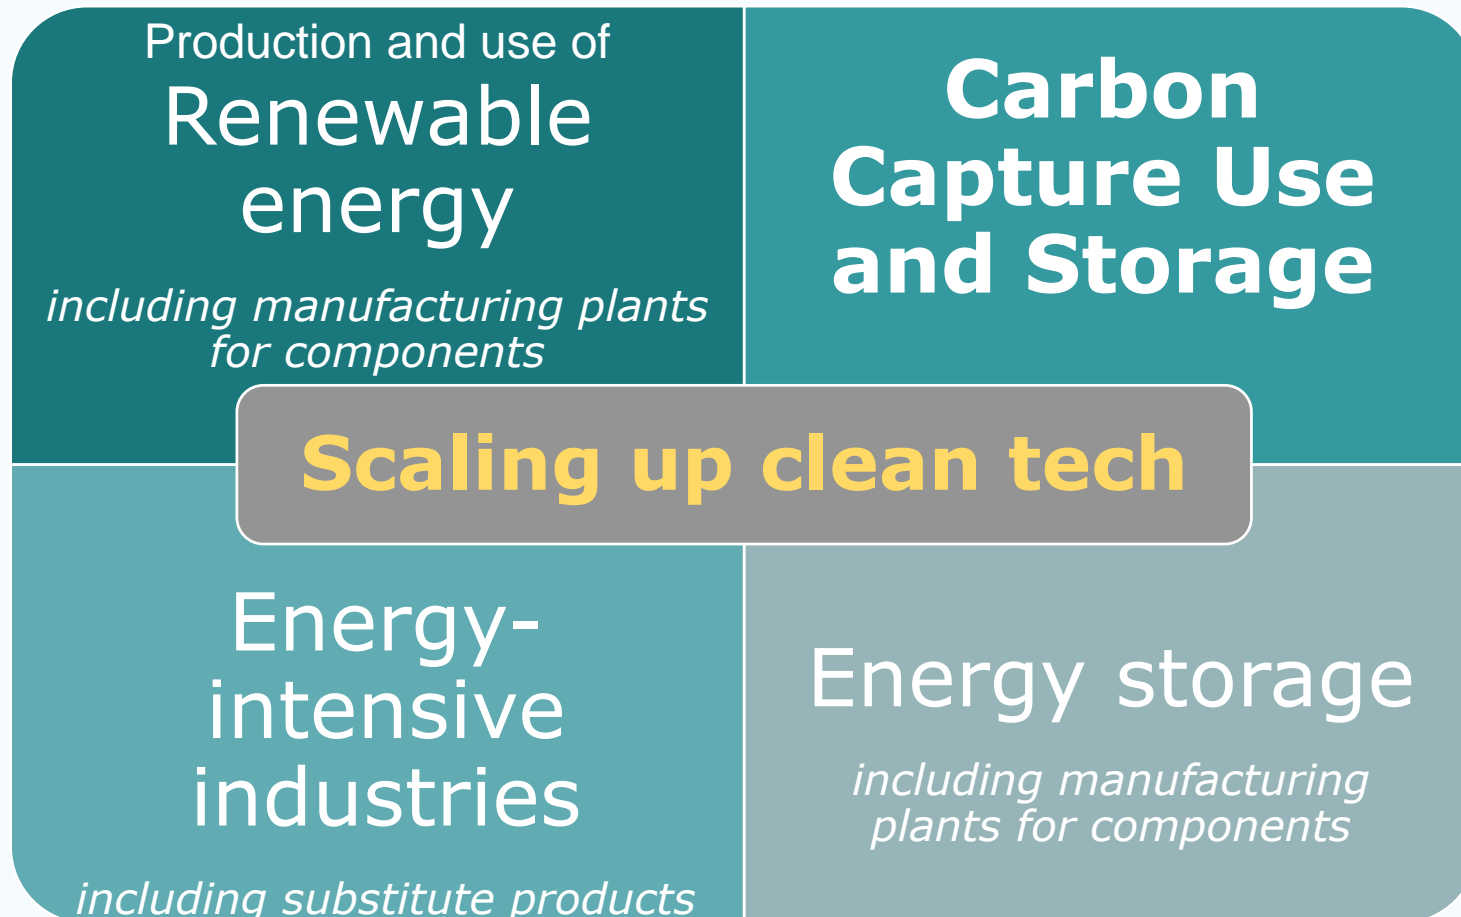 Production and use of
Renewable
energy
including manufacturing plants
for components
Carbon
Capture Use
and Storage
Scaling up clean tech
Energy-
intensive
industries
including substitute products
Energy storage
including manufacturing
plants for components